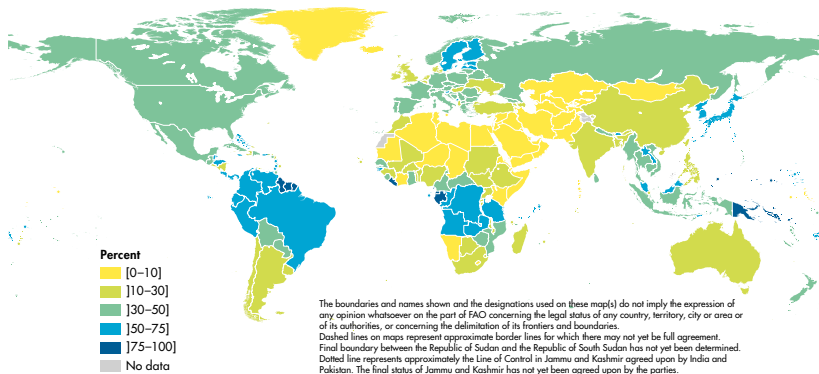 Percent
[0–10]
]10–30]
]30–50]
]50–75]
]75–100]
No data
The boundaries and names shown and the designations used on these map(s) do not imply the expression of
any opinion whatsoever on the part of FAO concerning the legal status of any country, territory, city or area or
of its authorities, or concerning the delimitation of its frontiers and boundaries.
Dashed lines on maps represent approximate border lines for which there may not yet be full agreement.
Final boundary between the Republic of Sudan and the Republic of South Sudan has not yet been determined.
Dotted line represents approximately the Line of Control in Jammu and Kashmir agreed upon by India and
Pakistan. The final status of Jammu and Kashmir has not yet been agreed upon by the parties.